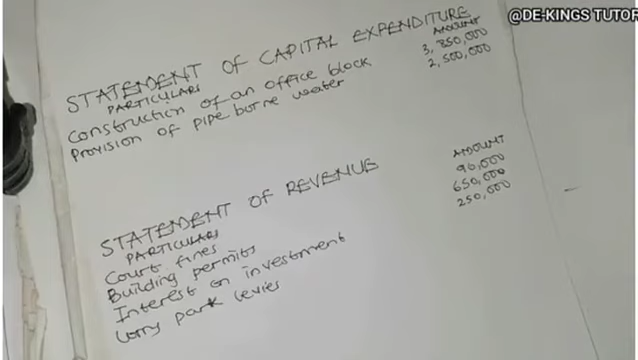 @DE-KINGS TUTOR
STATEMENT OF CAPITAL EXPENDITURE
PARTICULARS AMOUNT
Construction of an office block 3,850,000
Provision of pipe borne water 2,500,000
STATEMENT OF REVENUE
PARTICULARS AMOUNT
Court fines 90,000
Building permits 650,000
Interest on investment 250,000
Lorry park levies